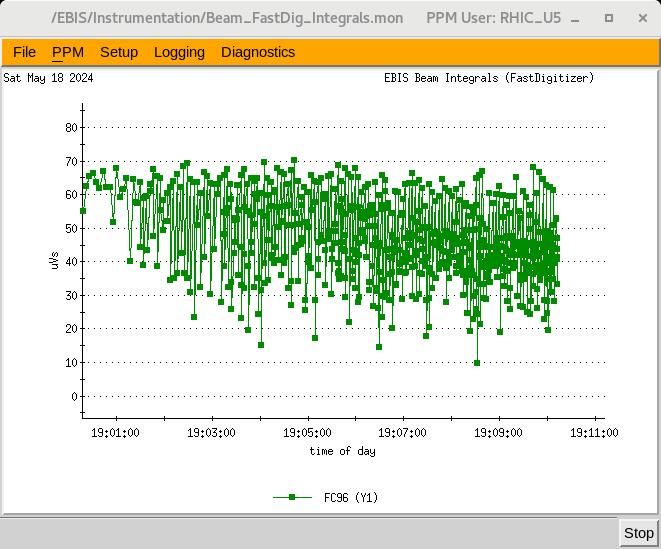 /EBIS/Instrumentation/Beam_FastDig_Integrals.mon PPM User: RHIC_U5
File PPM Setup Logging Diagnostics
Sat May 18 2024 EBIS Beam Integrals (FastDigitizer)
80
70
60
50
40
30
20
10
0
uVs
19:01:00 19:03:00 19:05:00 19:07:00 19:09:00 19:11:00
time of day
FC96 (Y1)
Stop